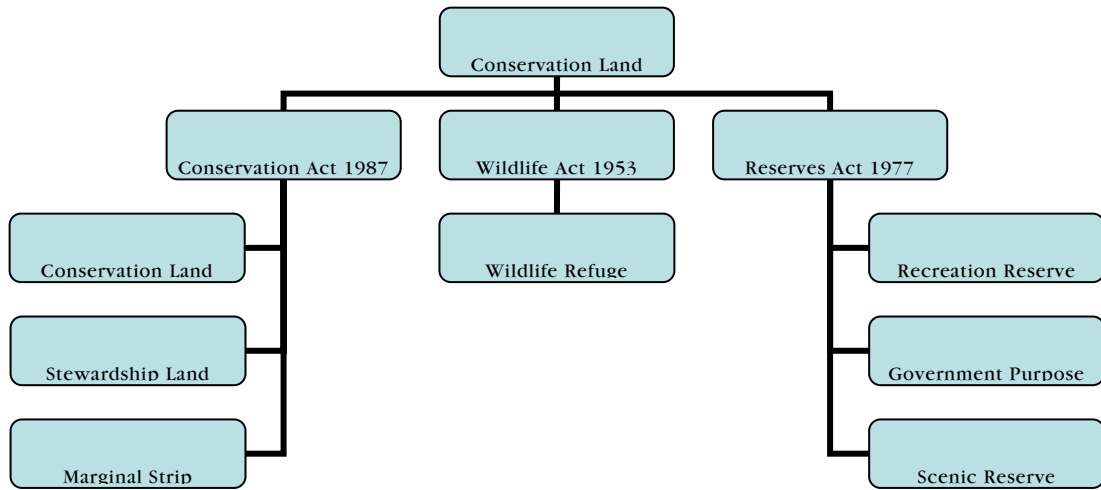 Conservation Land
Conservation Act 1987
Wildlife Act 1953
Reserves Act 1977
Conservation Land
Wildlife Refuge
Recreation Reserve
Stewardship Land
Government Purpose
Marginal Strip
Scenic Reserve